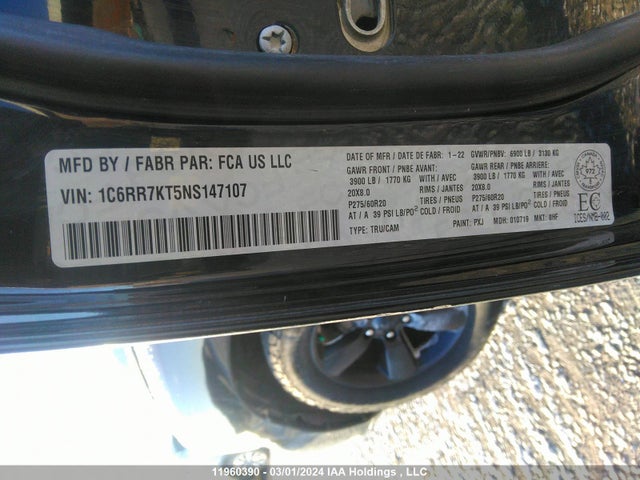 MFD BY / FABR PAR: FCA US LLC
VIN: 1C6RR7KT5NS147107
DATE OF MFR / DATE DE FABR: 1-22 GVWR/PNBV: 6900 LB / 3130 KG
GAWR FRONT / PNBE AVANT: GAWR REAR / PNBE ARRIERE:
3900 LB / 1770 KG WITH / AVEC 3900 LB / 1770 KG WITH / AVEC
20X8.0 TIRES / PNEUS 20X8.0 TIRES / PNEUS
P275/60R20 P275/60R20
AT / A 39 PSI LB/PO² COLD / FROID AT / A 39 PSI LB/PO² COLD / FROID
TYPE: TRU/CAM PAINT: PXJ MDH: 010719 MKT: 8HF
972
EC
ICES/NMB-002
11960390 - 03/01/2024 IAA Holdings , LLC